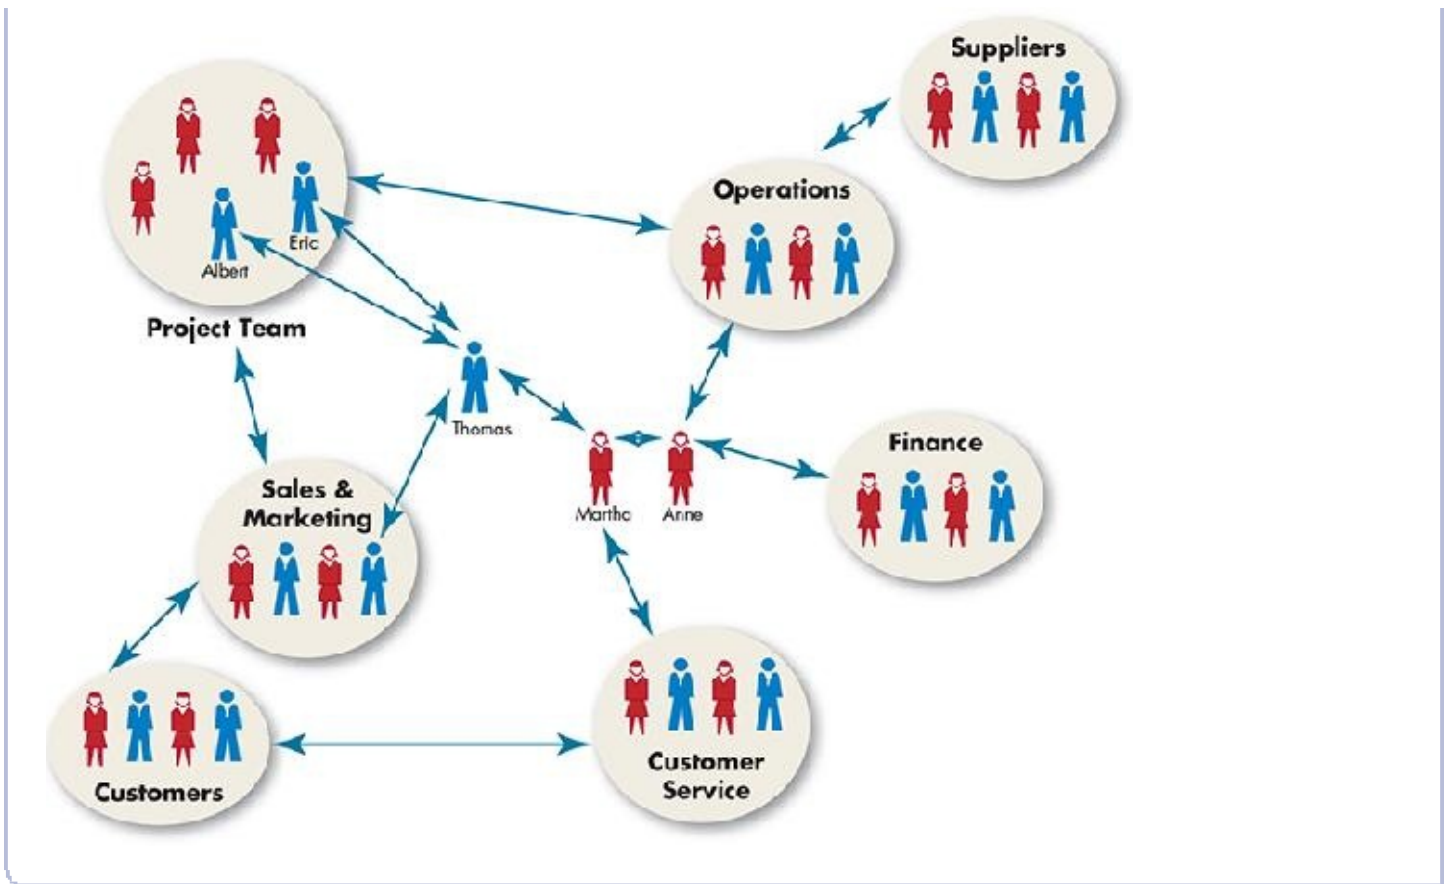 Suppliers
Operations
Eric
Albert
Project Team
Thomas
Finance
Sales &
Marketing
Martha
Anne
Customer
Service
Customers